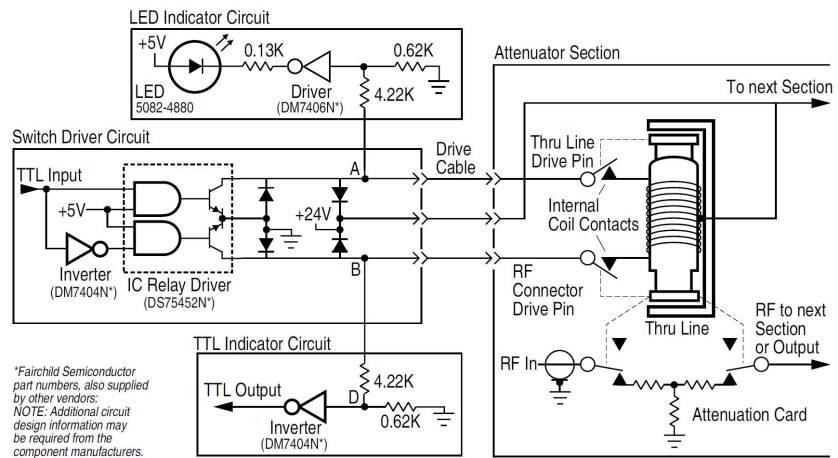 LED Indicator Circuit
+5V
0.13K
0.62K
LED
5082-4880
Driver
(DM7406N*)
4.22K
Attenuator Section
To next Section
Switch Driver Circuit
TTL Input
+5V
Inverter
(DM7404N*)
IC Relay Driver
(DS75452N*)
A
+24V
B
Drive
Cable
Thru Line
Drive Pin
Internal
Coil Contacts
RF
Connector
Drive Pin
Thru Line
RF to next
Section
or Output
RF In
Attenuation Card
TTL Indicator Circuit
TTL Output
D
4.22K
0.62K
Inverter
(DM7404N*)
*Fairchild Semiconductor
part numbers, also supplied
by other vendors:
NOTE: Additional circuit
design information may
be required from the
component manufacturers.